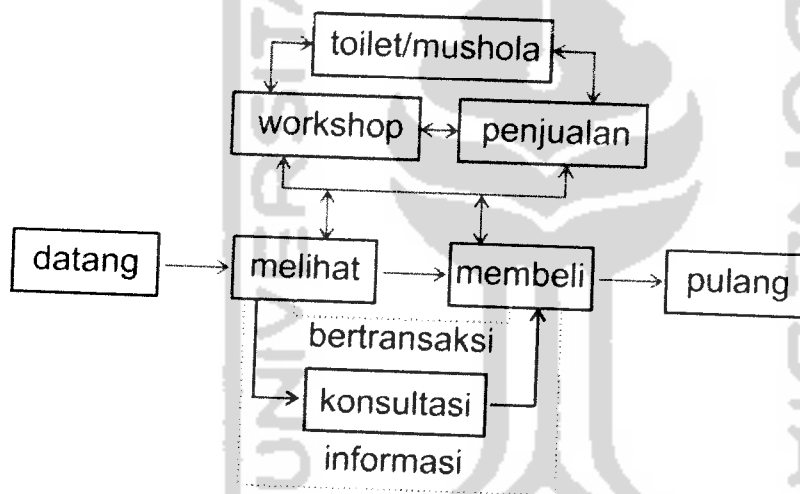 toilet/mushola
workshop
penjualan
datang
melihat
membeli
pulang
bertransaksi
konsultasi
informasi